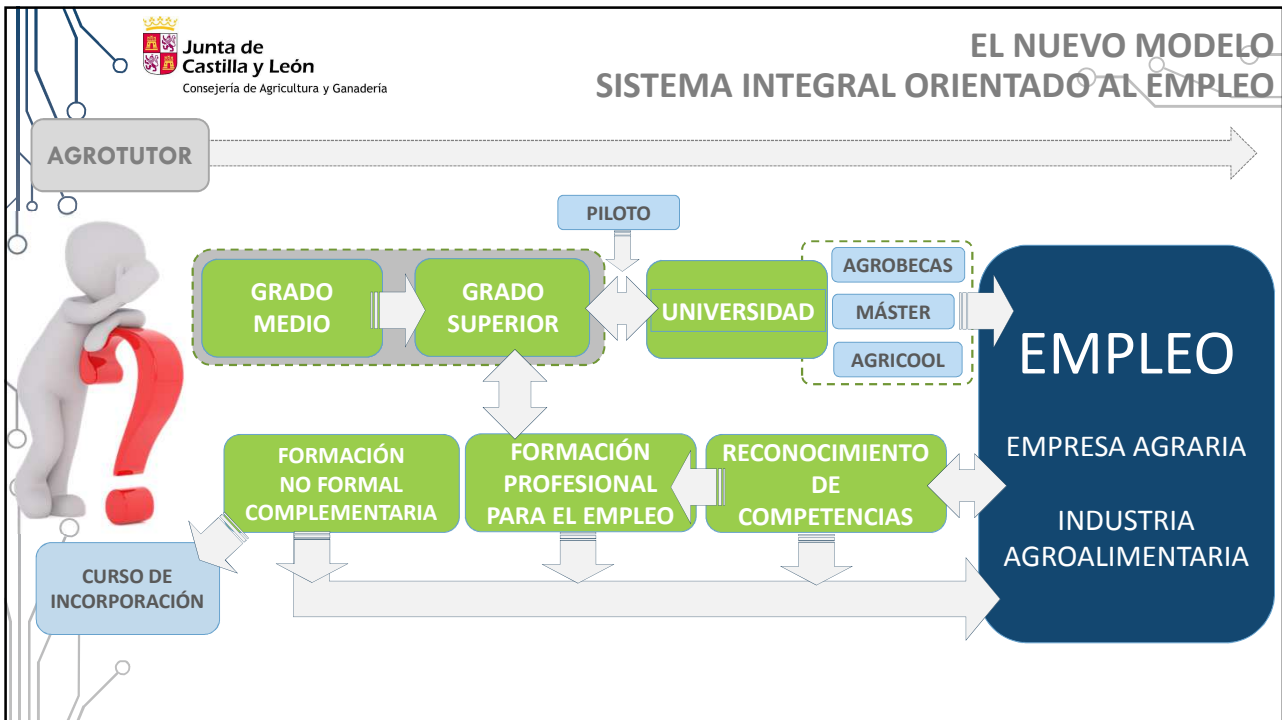 Junta de
Castilla y León
Consejería de Agricultura y Ganadería
EL NUEVO MODELO
SISTEMA INTEGRAL ORIENTADO AL EMPLEO
AGROTUTOR
PILOTO
GRADO
MEDIO
GRADO
SUPERIOR
UNIVERSIDAD
AGROBECAS
MÁSTER
AGRICOOL
EMPLEO
EMPRESA AGRARIA
INDUSTRIA
AGROALIMENTARIA
FORMACIÓN
NO FORMAL
COMPLEMENTARIA
FORMACIÓN
PROFESIONAL
PARA EL EMPLEO
RECONOCIMIENTO
DE
COMPETENCIAS
CURSO DE
INCORPORACIÓN